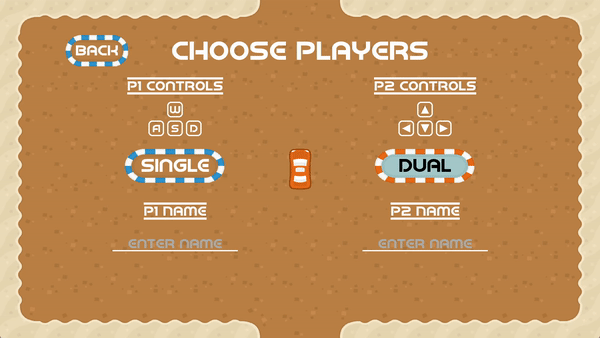 BACK
CHOOSE PLAYERS
P1 CONTROLS
P2 CONTROLS
W
A S D
▲
◀ ▼ ▶
SINGLE
DUAL
P1 NAME
P2 NAME
ENTER NAME
ENTER NAME